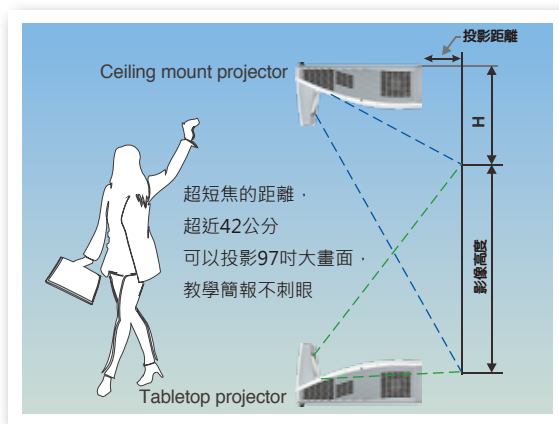 投影距離
Ceiling mount projector
H
超短焦的距離，
超近42公分
可以投影97吋大畫面，
教學簡報不刺眼
影像高度
Tabletop projector